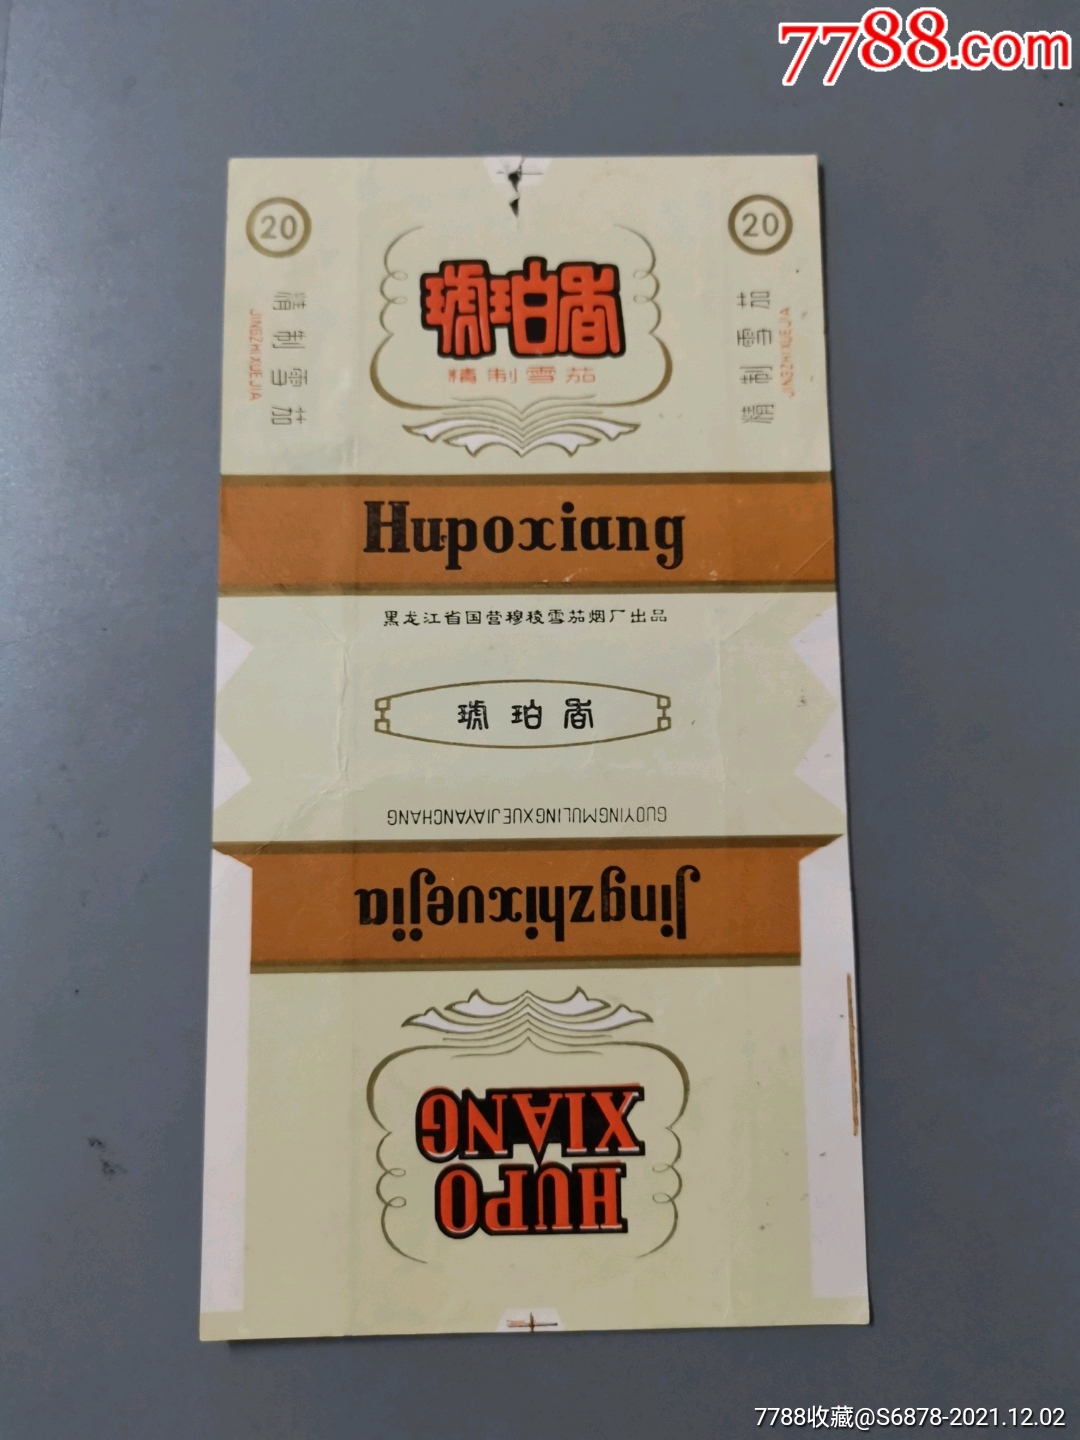 7788.com
20
20
琥珀香
精制雪茄
精制雪茄
JINGZHIXUEJIA
精制雪茄
JINGZHIXUEJIA
Hupoxiang
黑龙江省国营穆稜雪茄烟厂出品
琥珀香
GUOYINGMULINGXUEJIAYANCHANG
Jingzhixuejia
HUPO
XIANG
7788收藏@S6878-2021.12.02